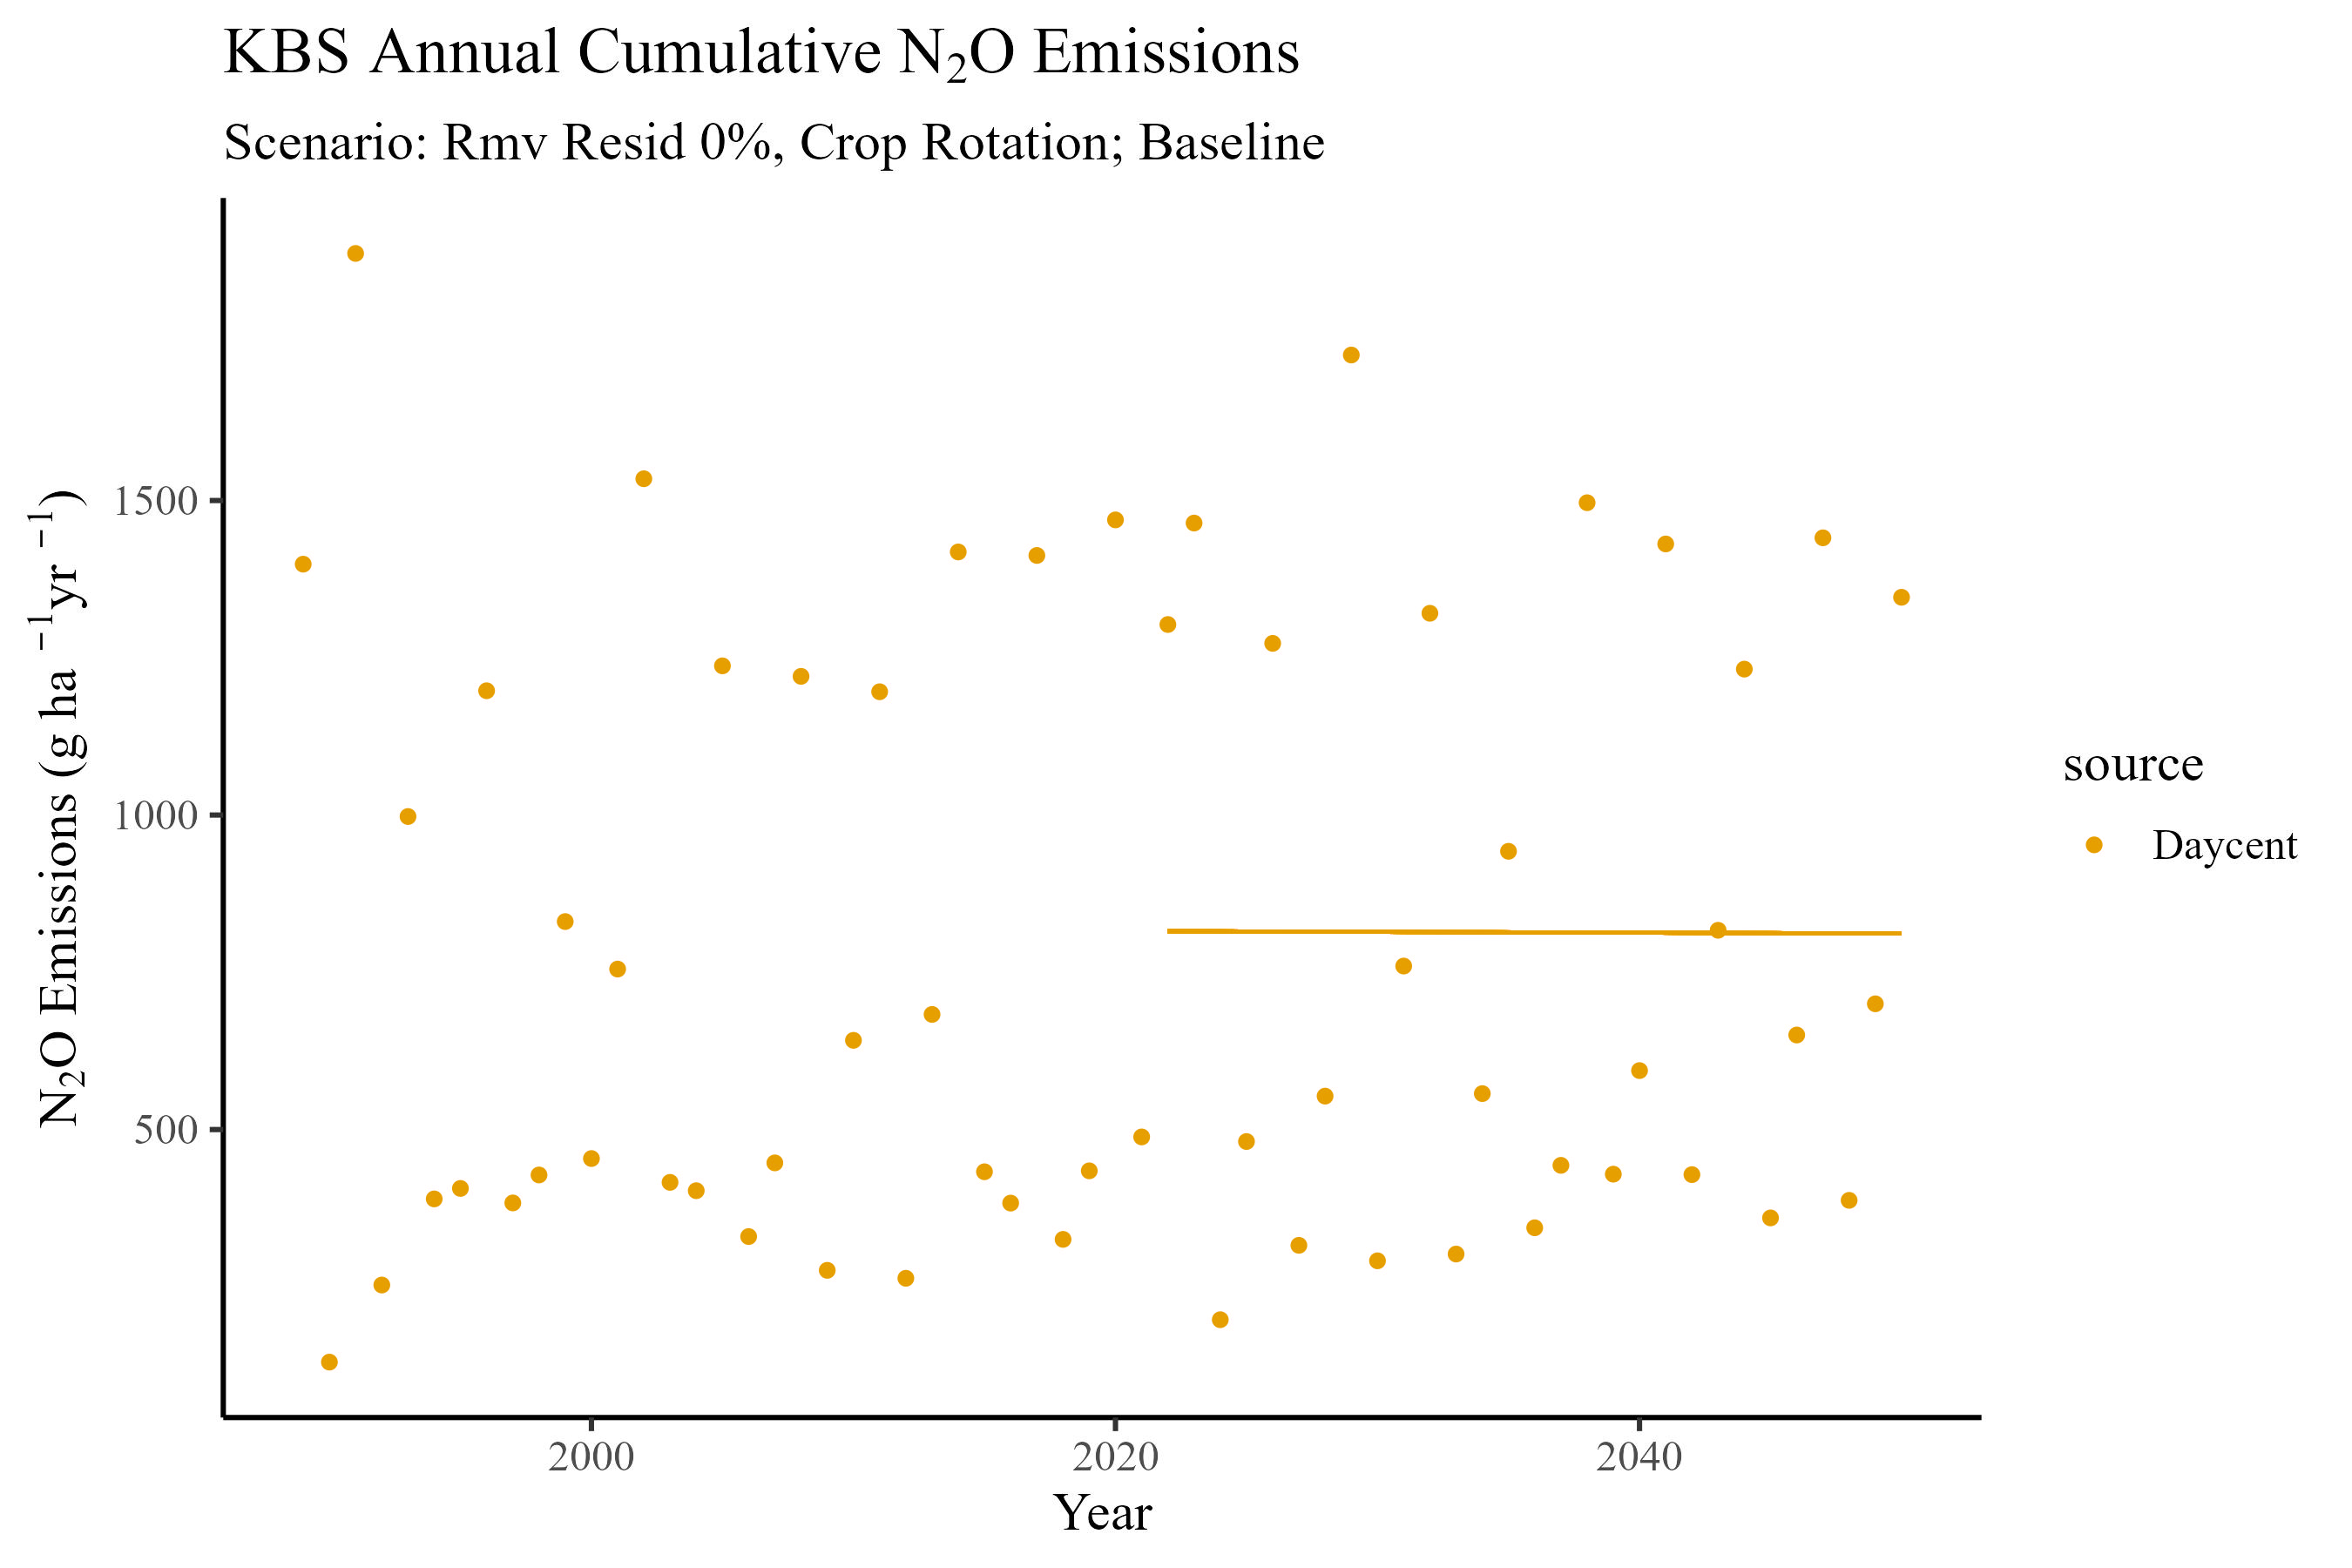 KBS Annual Cumulative N₂O Emissions
Scenario: Rmv Resid 0%, Crop Rotation; Baseline
N₂O Emissions (g ha ⁻¹yr ⁻¹)
1500
1000
500
2000
2020
2040
Year
source
Daycent